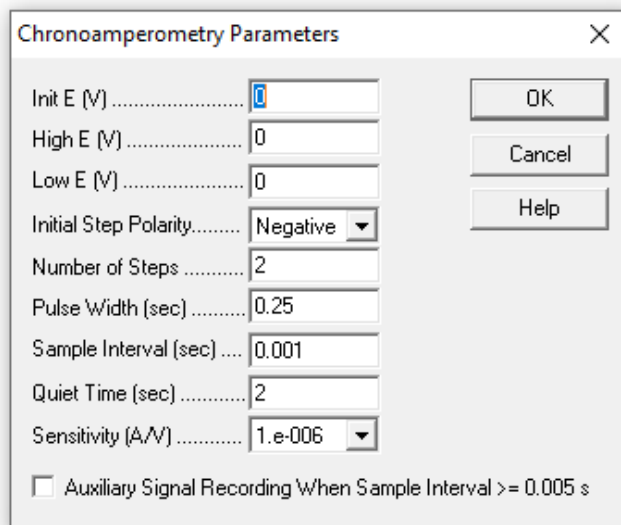 Chronoamperometry Parameters
Init E (V) ........................ 0
OK
High E (V) ..................... 0
Cancel
Low E (V) ...................... 0
Help
Initial Step Polarity......... Negative
Number of Steps ........... 2
Pulse Width (sec) .......... 0.25
Sample Interval (sec) .... 0.001
Quiet Time (sec) ............ 2
Sensitivity (A/V) ............ 1.e-006
Auxiliary Signal Recording When Sample Interval >= 0.005 s